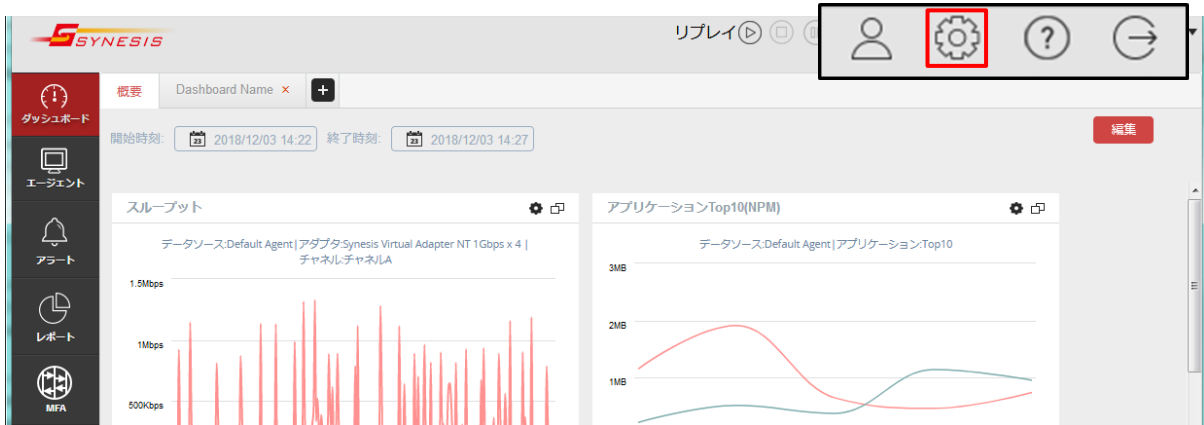 SYNESIS
リプレイ
ダッシュボード
エージェント
アラート
レポート
MFA
概要
Dashboard Name ×
開始時刻: 23 2018/12/03 14:22 終了時刻: 23 2018/12/03 14:27
編集
スループット
データソース:Default Agent|アダプタ:Synesis Virtual Adapter NT 1Gbps x 4 |
チャネル:チャネルA
1.5Mbps
1Mbps
500Kbps
アプリケーションTop10(NPM)
データソース:Default Agent|アプリケーション:Top10
3MB
2MB
1MB